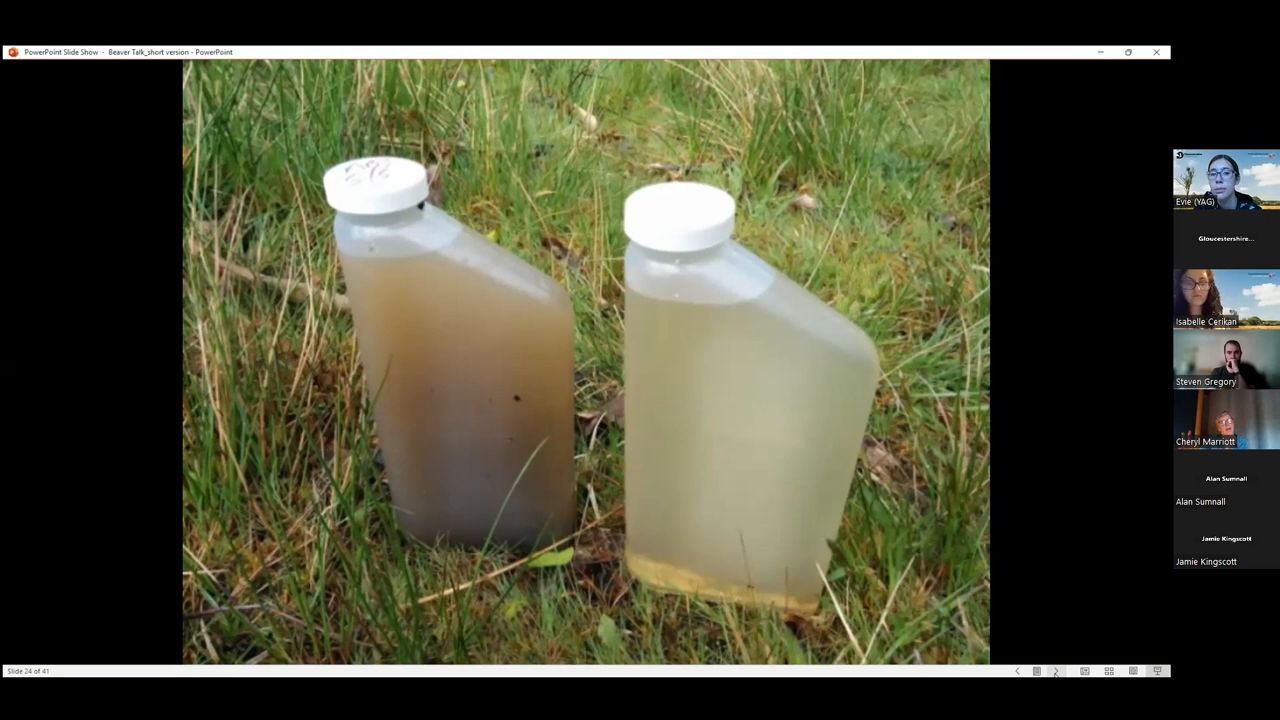 PowerPoint Slide Show - Beaver Talk_short version - PowerPoint
Evie (YAG)
Gloucestershire...
Isabelle Cerikan
Steven Gregory
Cheryl Marriott
Alan Sumnall
Alan Sumnall
Jamie Kingscott
Jamie Kingscott
Slide 24 of 41